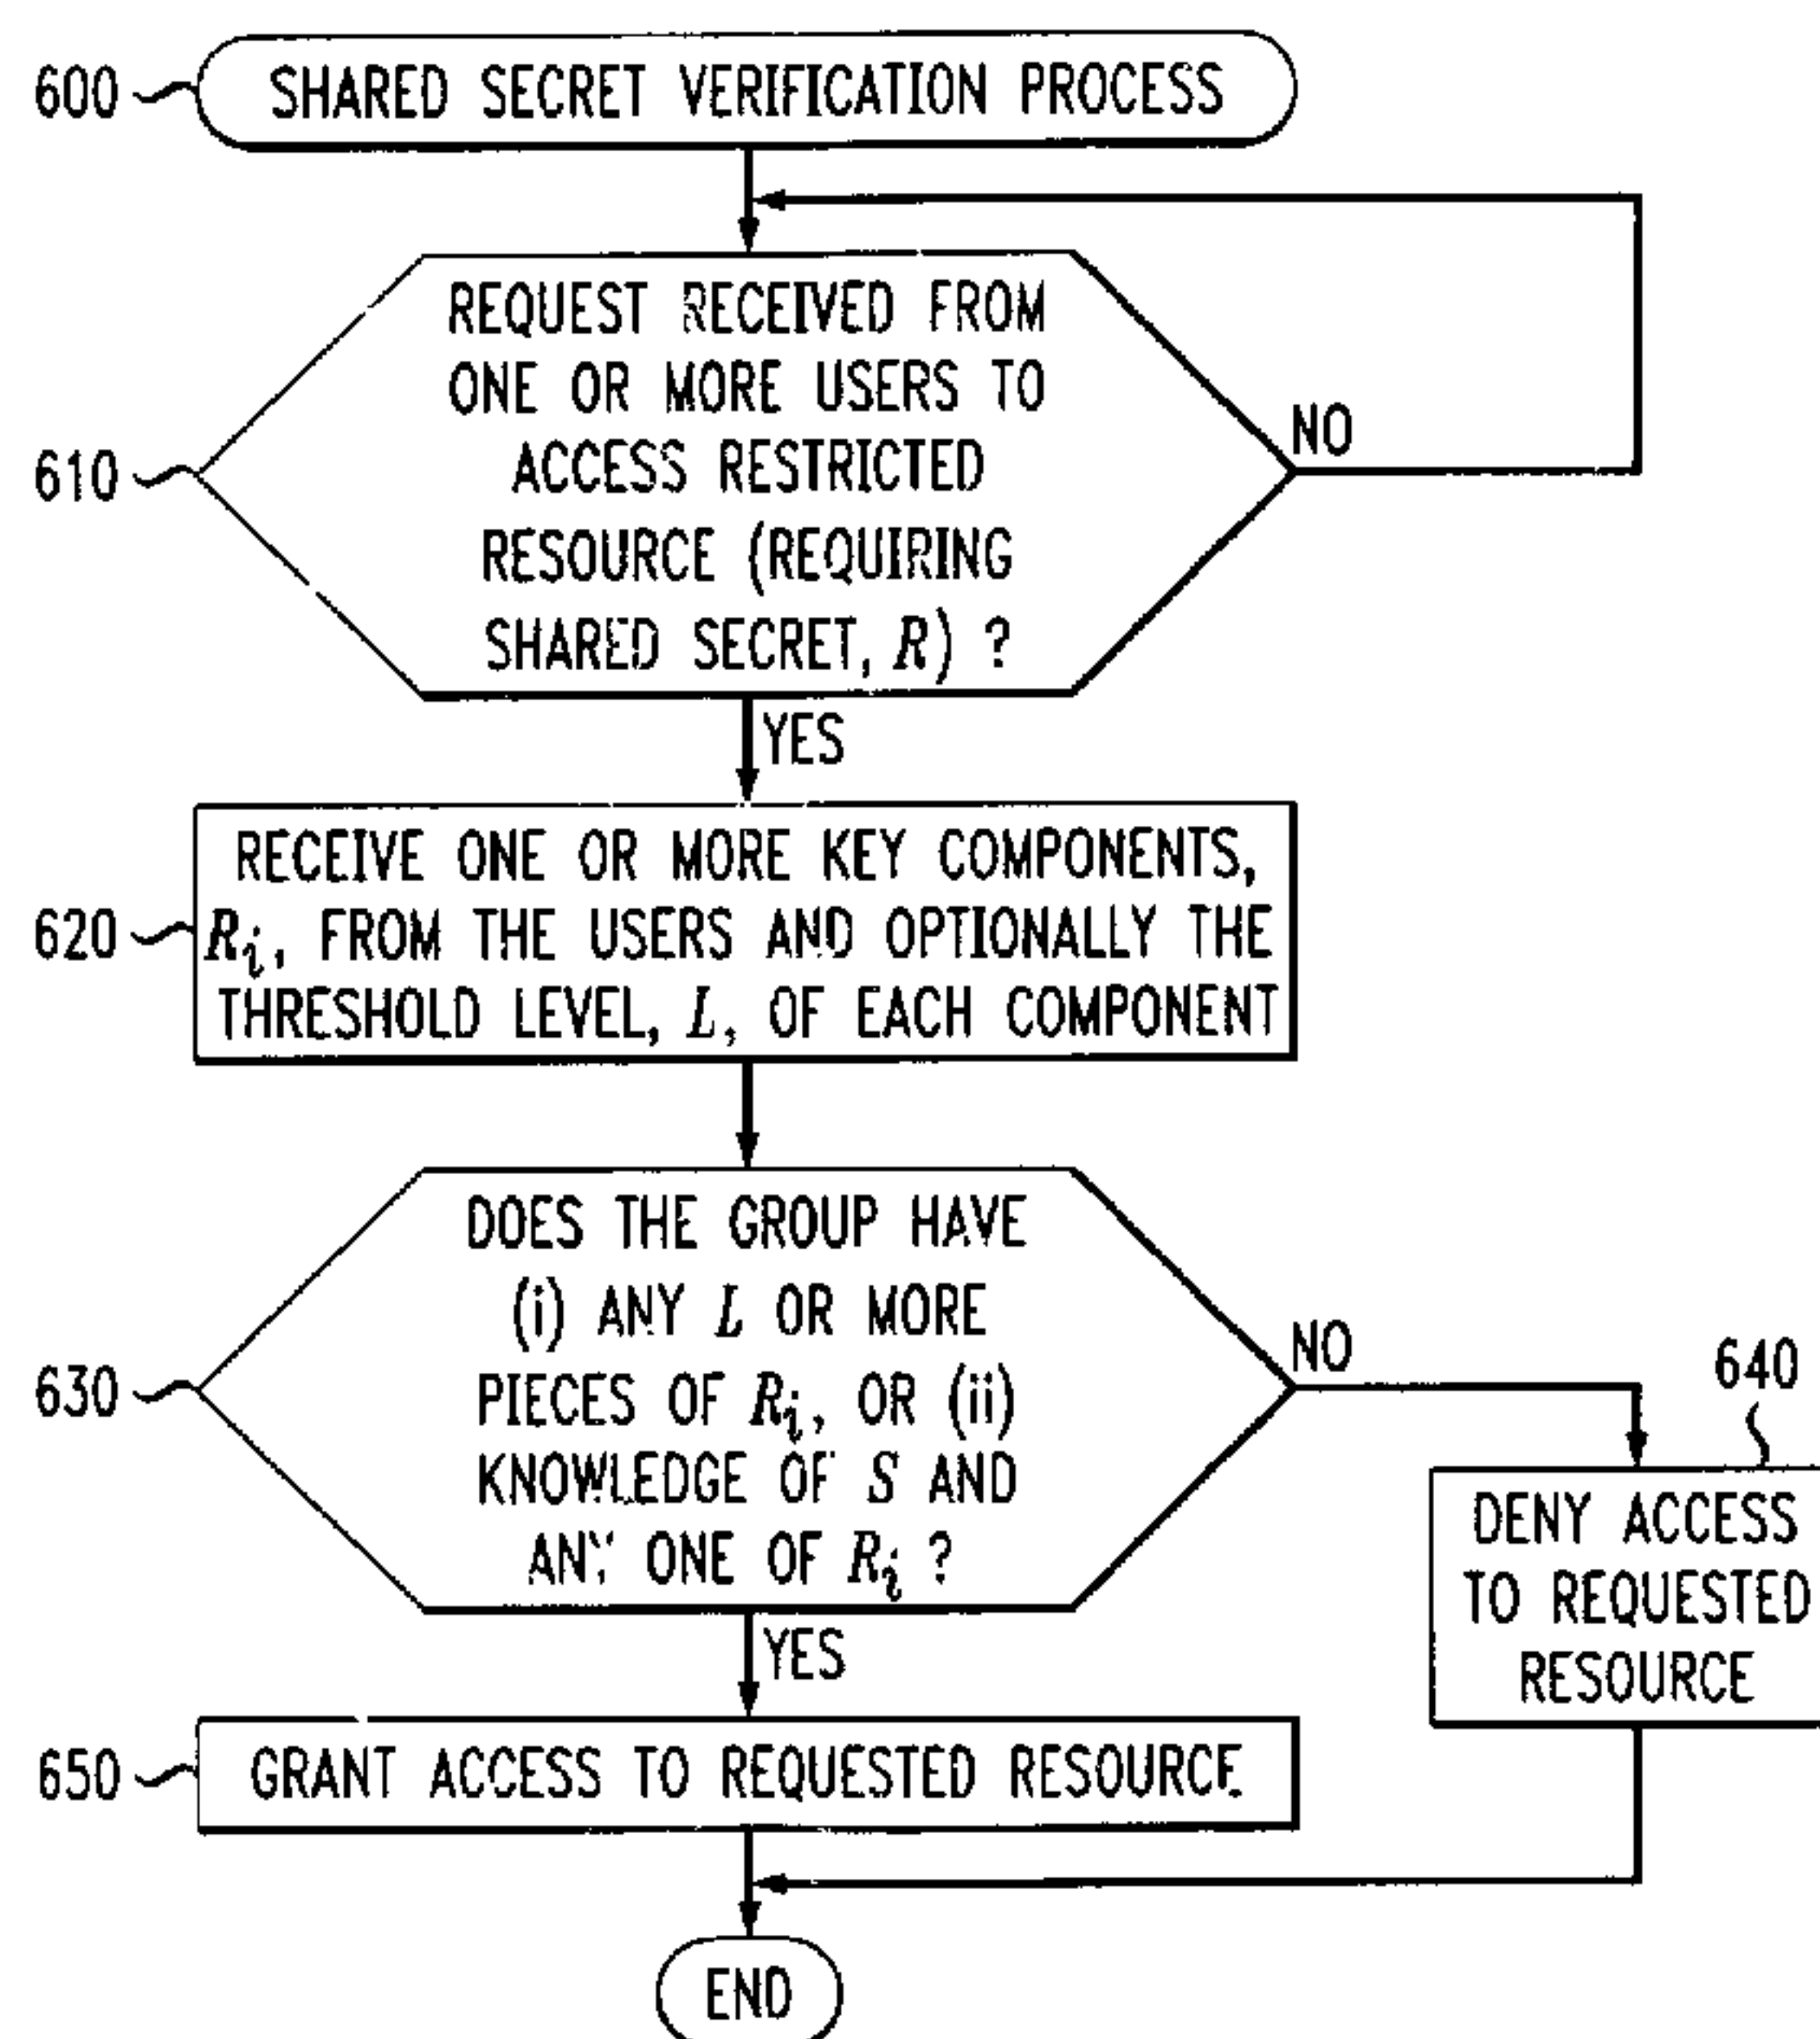 600
SHARED SECRET VERIFICATION PROCESS
610
REQUEST RECEIVED FROM
ONE OR MORE USERS TO
ACCESS RESTRICTED
RESOURCE (REQUIRING
SHARED SECRET, R) ?
NO
YES
620
RECEIVE ONE OR MORE KEY COMPONENTS,
Ri, FROM THE USERS AND OPTIONALLY THE
THRESHOLD LEVEL, L, OF EACH COMPONENT
630
DOES THE GROUP HAVE
(i) ANY L OR MORE
PIECES OF Ri, OR (ii)
KNOWLEDGE OF S AND
ANY ONE OF Ri ?
NO
640
DENY ACCESS
TO REQUESTED
RESOURCE
YES
650
GRANT ACCESS TO REQUESTED RESOURCE
END